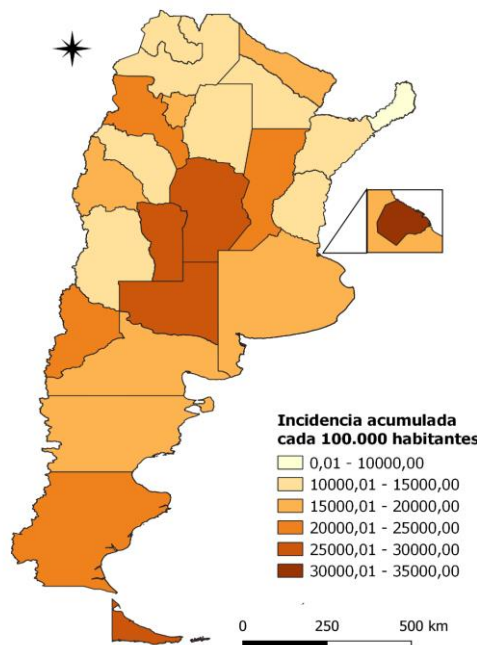 Incidencia acumulada
cada 100.000 habitantes
0,01 - 10000,00
10000,01 - 15000,00
15000,01 - 20000,00
20000,01 - 25000,00
25000,01 - 30000,00
30000,01 - 35000,00
0 250 500 km